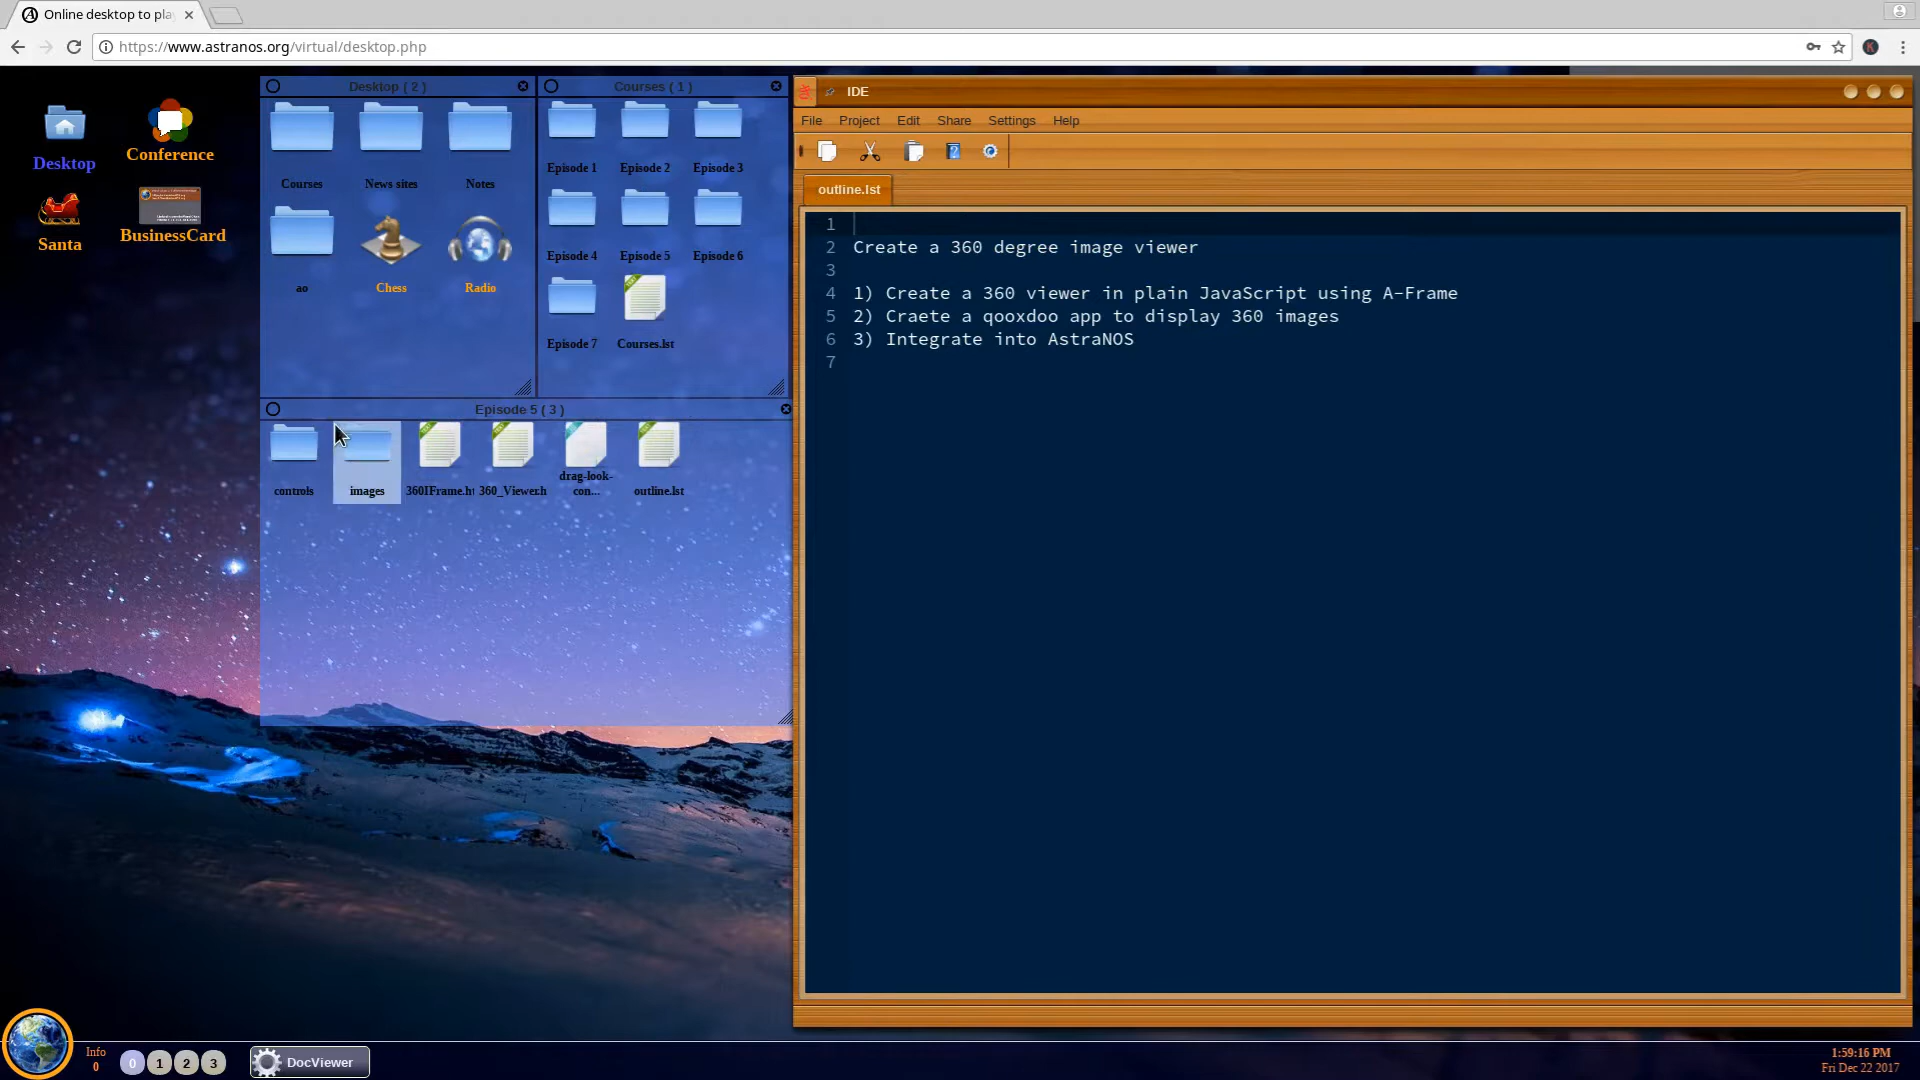 Online desktop to pla
https://www.astranos.org/virtual/desktop.php
Desktop
Conference
Santa
BusinessCard
Desktop ( 2 )
Courses
News sites
Notes
ao
Chess
Radio
Courses ( 1 )
Episode 1
Episode 2
Episode 3
Episode 4
Episode 5
Episode 6
Episode 7
Courses.lst
Episode 5 ( 3 )
controls
images
360IFrame.ht
360_Viewer.h
drag-look-
con...
outline.lst
IDE
File Project Edit Share Settings Help
outline.lst
1
2 Create a 360 degree image viewer
3
4 1) Create a 360 viewer in plain JavaScript using A-Frame
5 2) Craete a qooxdoo app to display 360 images
6 3) Integrate into AstraNOS
7
Info
0
0 1 2 3
DocViewer
1:59:16 PM
Fri Dec 22 2017